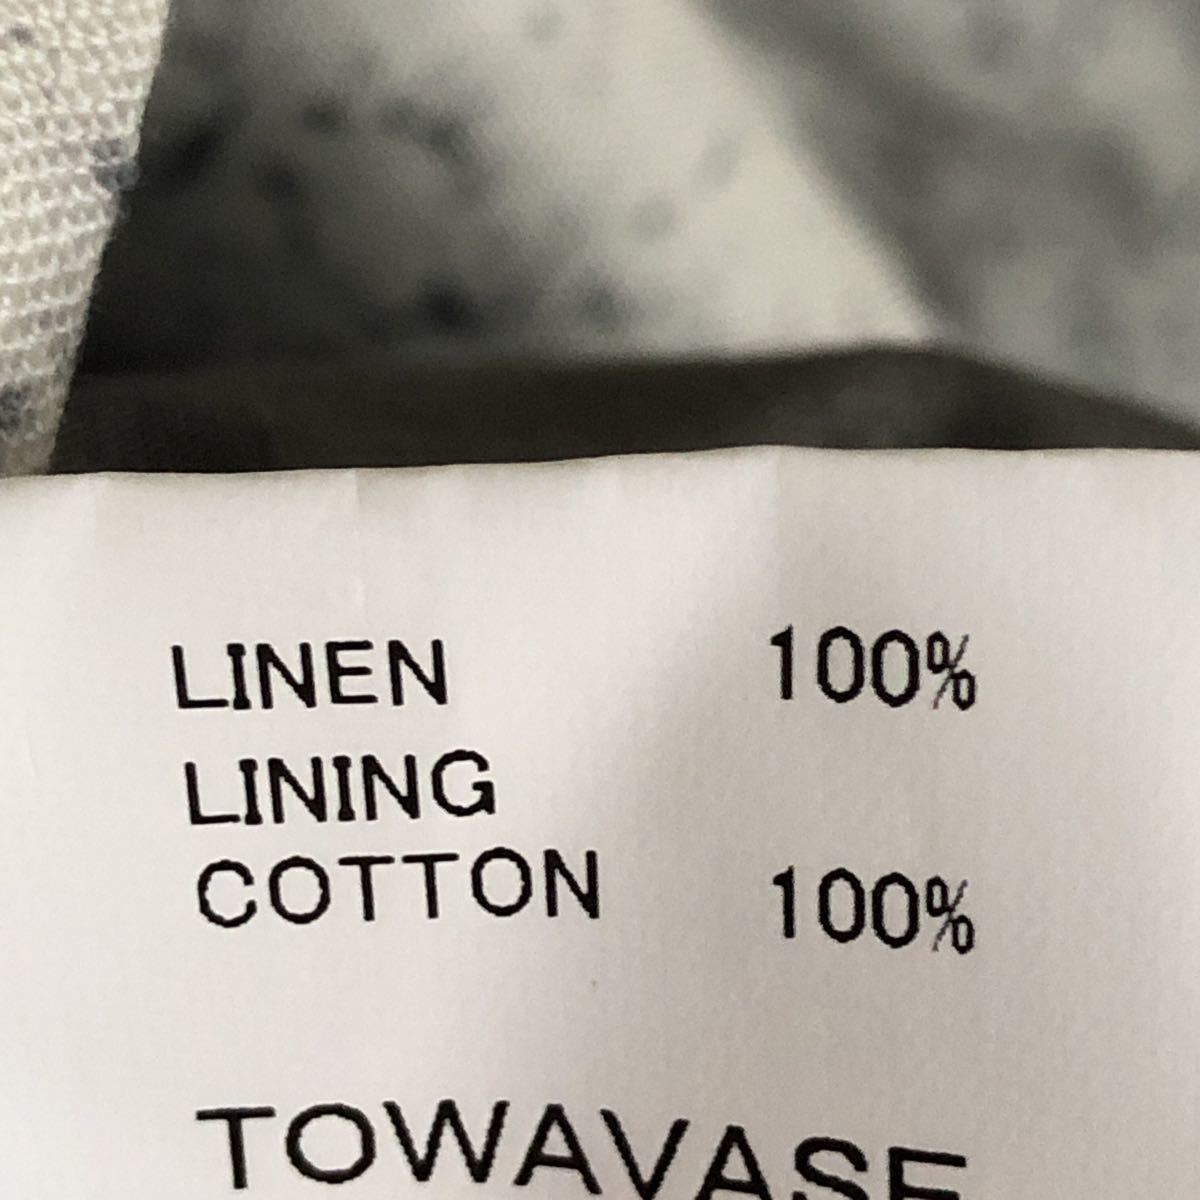 LINEN 100%
LINING
COTTON 100%
TOWAVASE